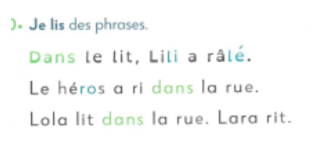 Je lis des phrases.
Dans le lit, Lili a râlé.
Le héros a ri dans la rue.
Lola lit dans la rue. Lara rit.